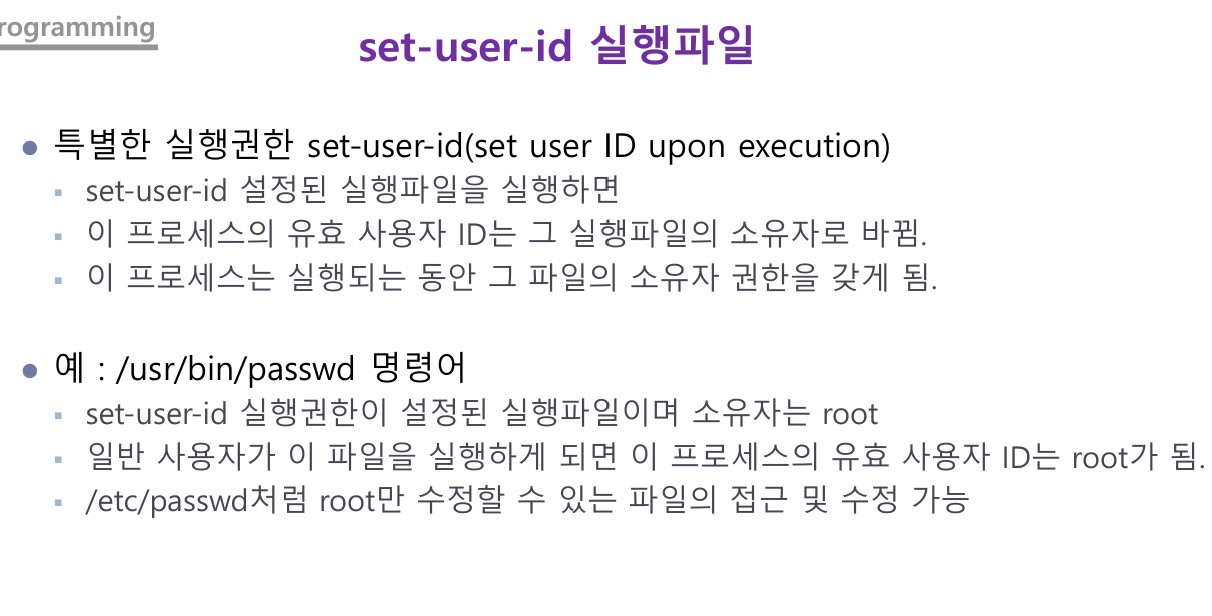 rogramming
set-user-id 실행파일
● 특별한 실행권한 set-user-id(set user ID upon execution)
▪ set-user-id 설정된 실행파일을 실행하면
▪ 이 프로세스의 유효 사용자 ID는 그 실행파일의 소유자로 바뀜.
▪ 이 프로세스는 실행되는 동안 그 파일의 소유자 권한을 갖게 됨.
● 예 : /usr/bin/passwd 명령어
▪ set-user-id 실행권한이 설정된 실행파일이며 소유자는 root
▪ 일반 사용자가 이 파일을 실행하게 되면 이 프로세스의 유효 사용자 ID는 root가 됨.
▪ /etc/passwd처럼 root만 수정할 수 있는 파일의 접근 및 수정 가능